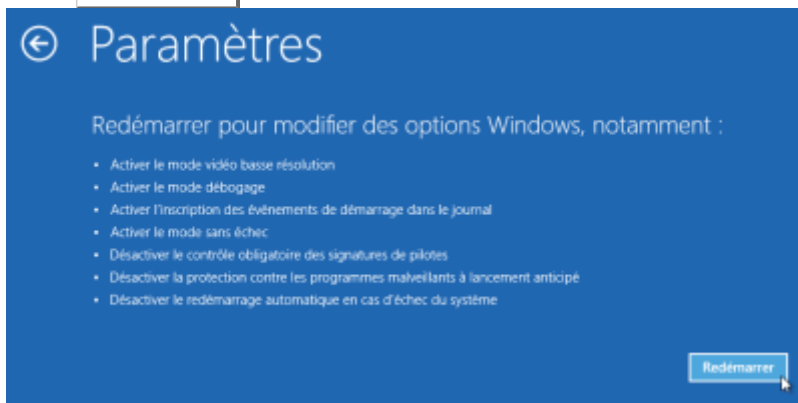 Paramètres
Redémarrer pour modifier des options Windows, notamment :
• Activer le mode vidéo basse résolution
• Activer le mode débogage
• Activer l'inscription des événements de démarrage dans le journal
• Activer le mode sans échec
• Désactiver le contrôle obligatoire des signatures de pilotes
• Désactiver la protection contre les programmes malveillants à lancement anticipé
• Désactiver le redémarrage automatique en cas d'échec du système
Redémarrer